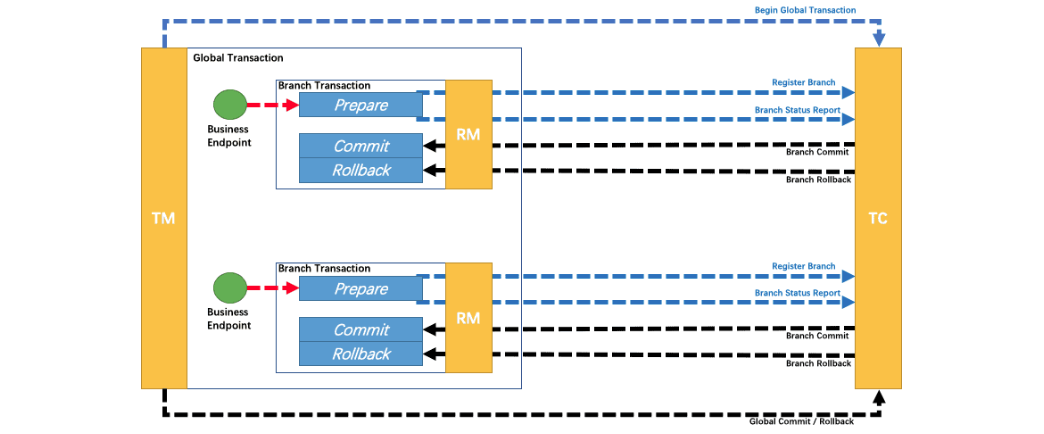 Begin Global Transaction
Global Transaction
Branch Transaction
Register Branch
Prepare
Branch Status Report
Business
Endpoint
RM
Commit
Branch Commit
Rollback
Branch Rollback
TM
TC
Branch Transaction
Register Branch
Prepare
Branch Status Report
Business
Endpoint
RM
Commit
Branch Commit
Rollback
Branch Rollback
Global Commit / Rollback